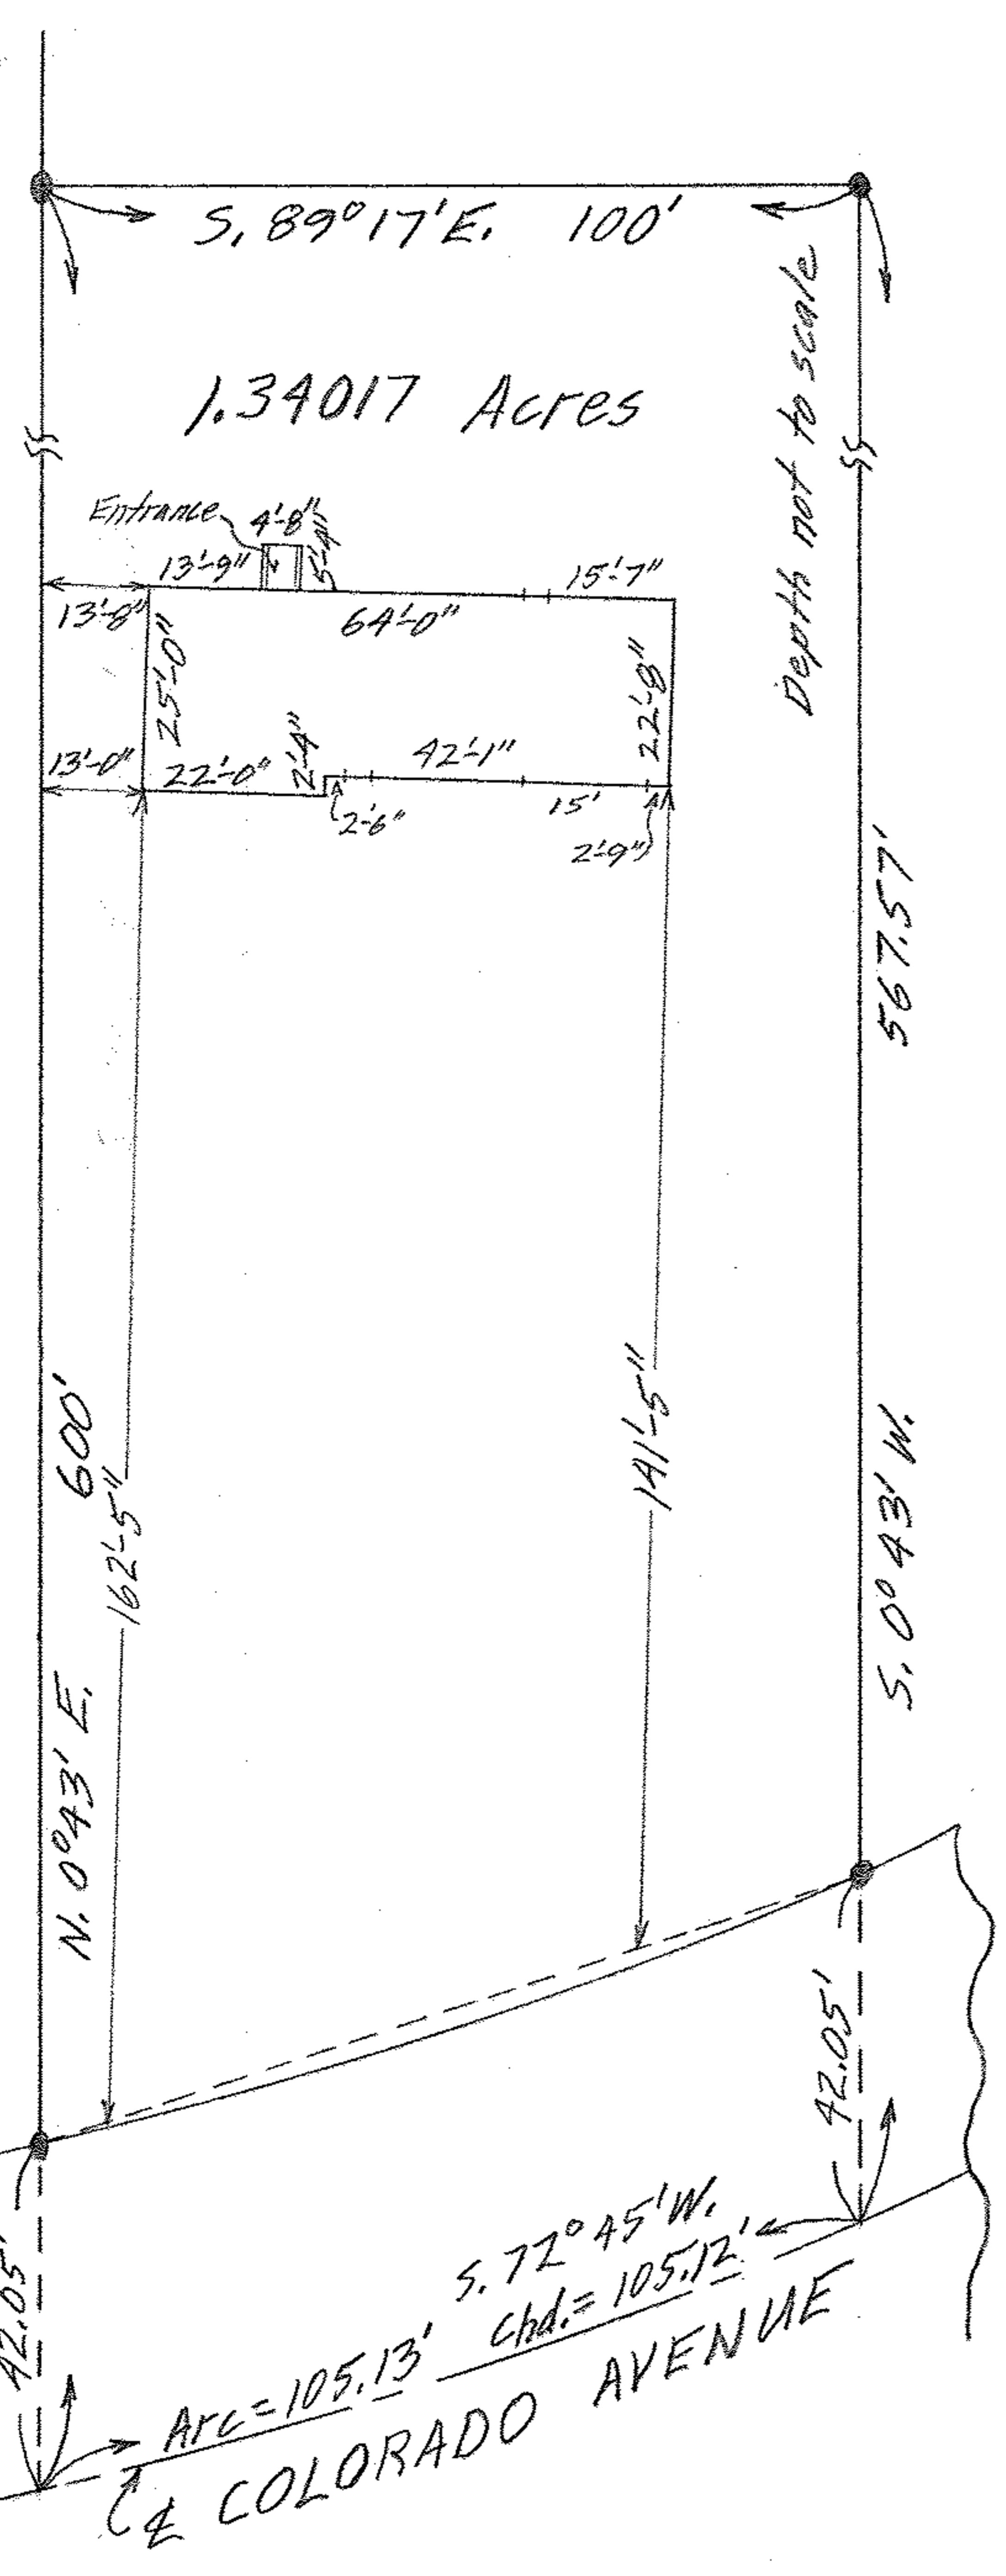 S. 89°17'E. 100'
1.34017 Acres
Depth not to scale
Entrance
4'-8"
5'-4"
13'-9"
15'-7"
13'-8"
64'-0"
25'-0"
22'-8"
13'-0"
22'-0"
2'-4"
42'-1"
2'-6"
15'
2'-9"
567.57'
S. 0°43' W.
N. 0°43' E. 600'
162'-5"
141'-5"
42.05'
42.05'
S. 72°45'W.
Arc=105.13' Chd.=105.12'
℄ COLORADO AVENUE